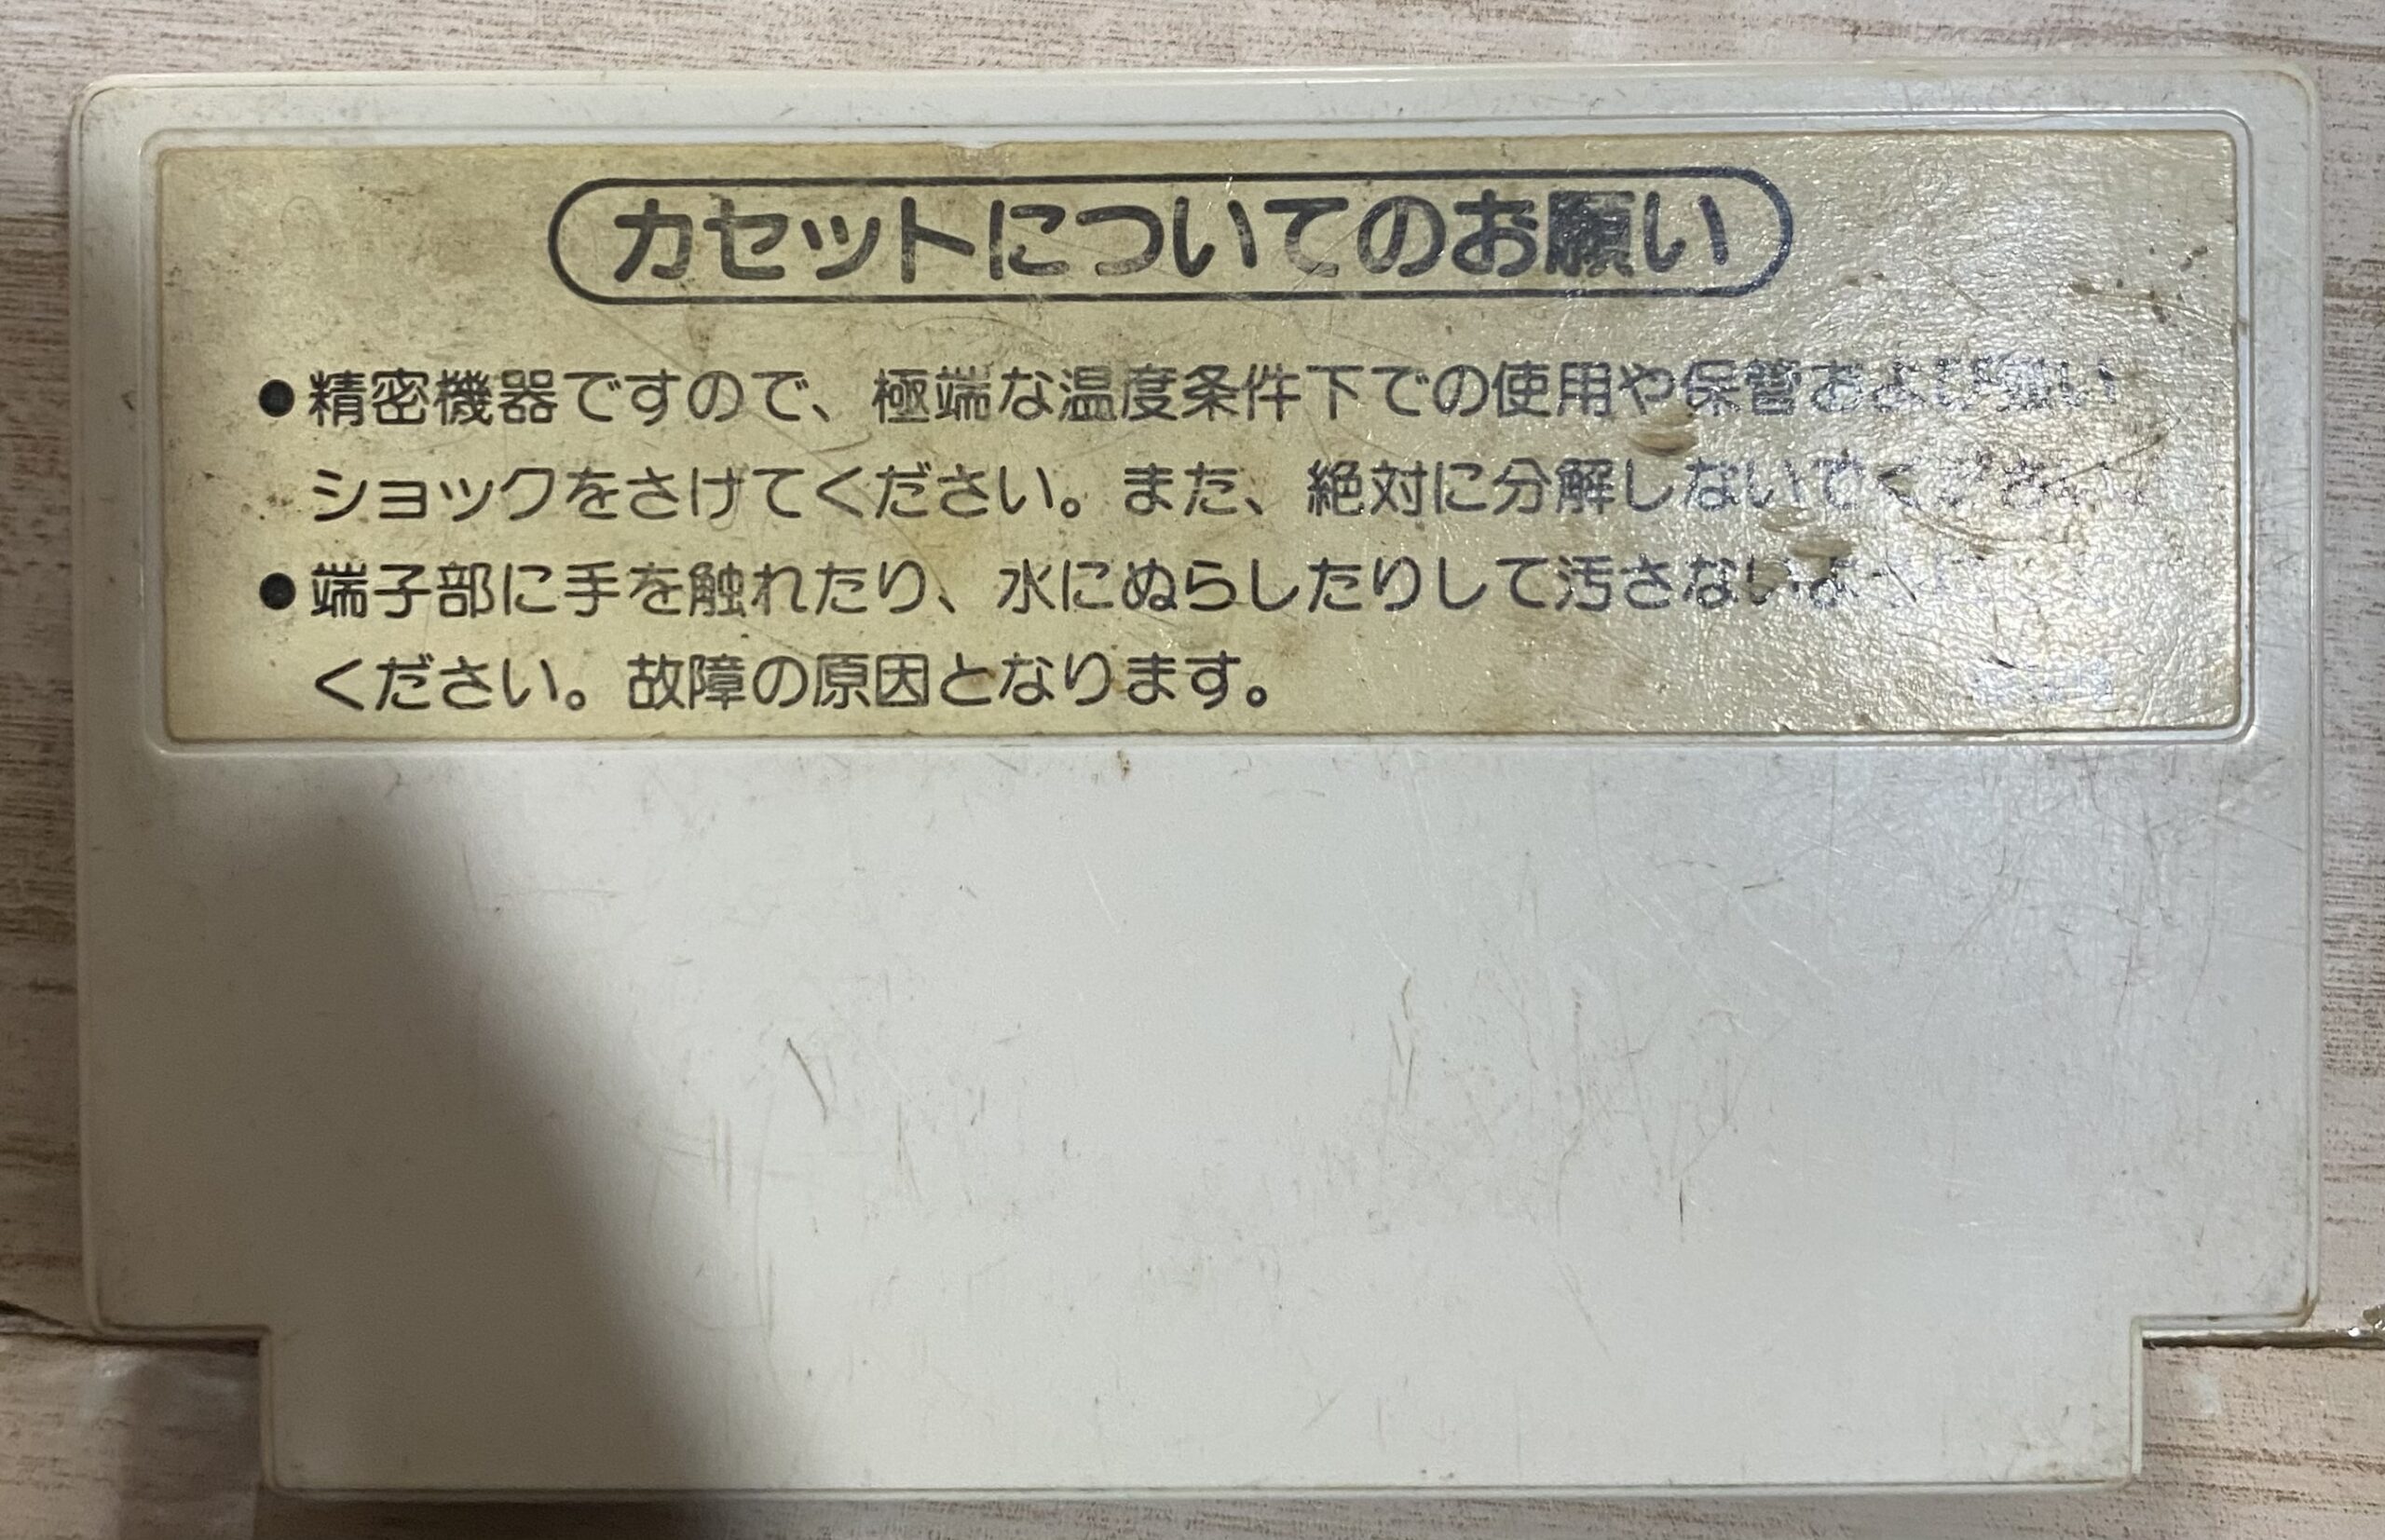 カセットについてのお願い
●精密機器ですので、極端な温度条件下での使用や保管および強い
ショックをさけてください。また、絶対に分解しないでください
●端子部に手を触れたり、水にぬらしたりして汚さないよう
ください。故障の原因となります。